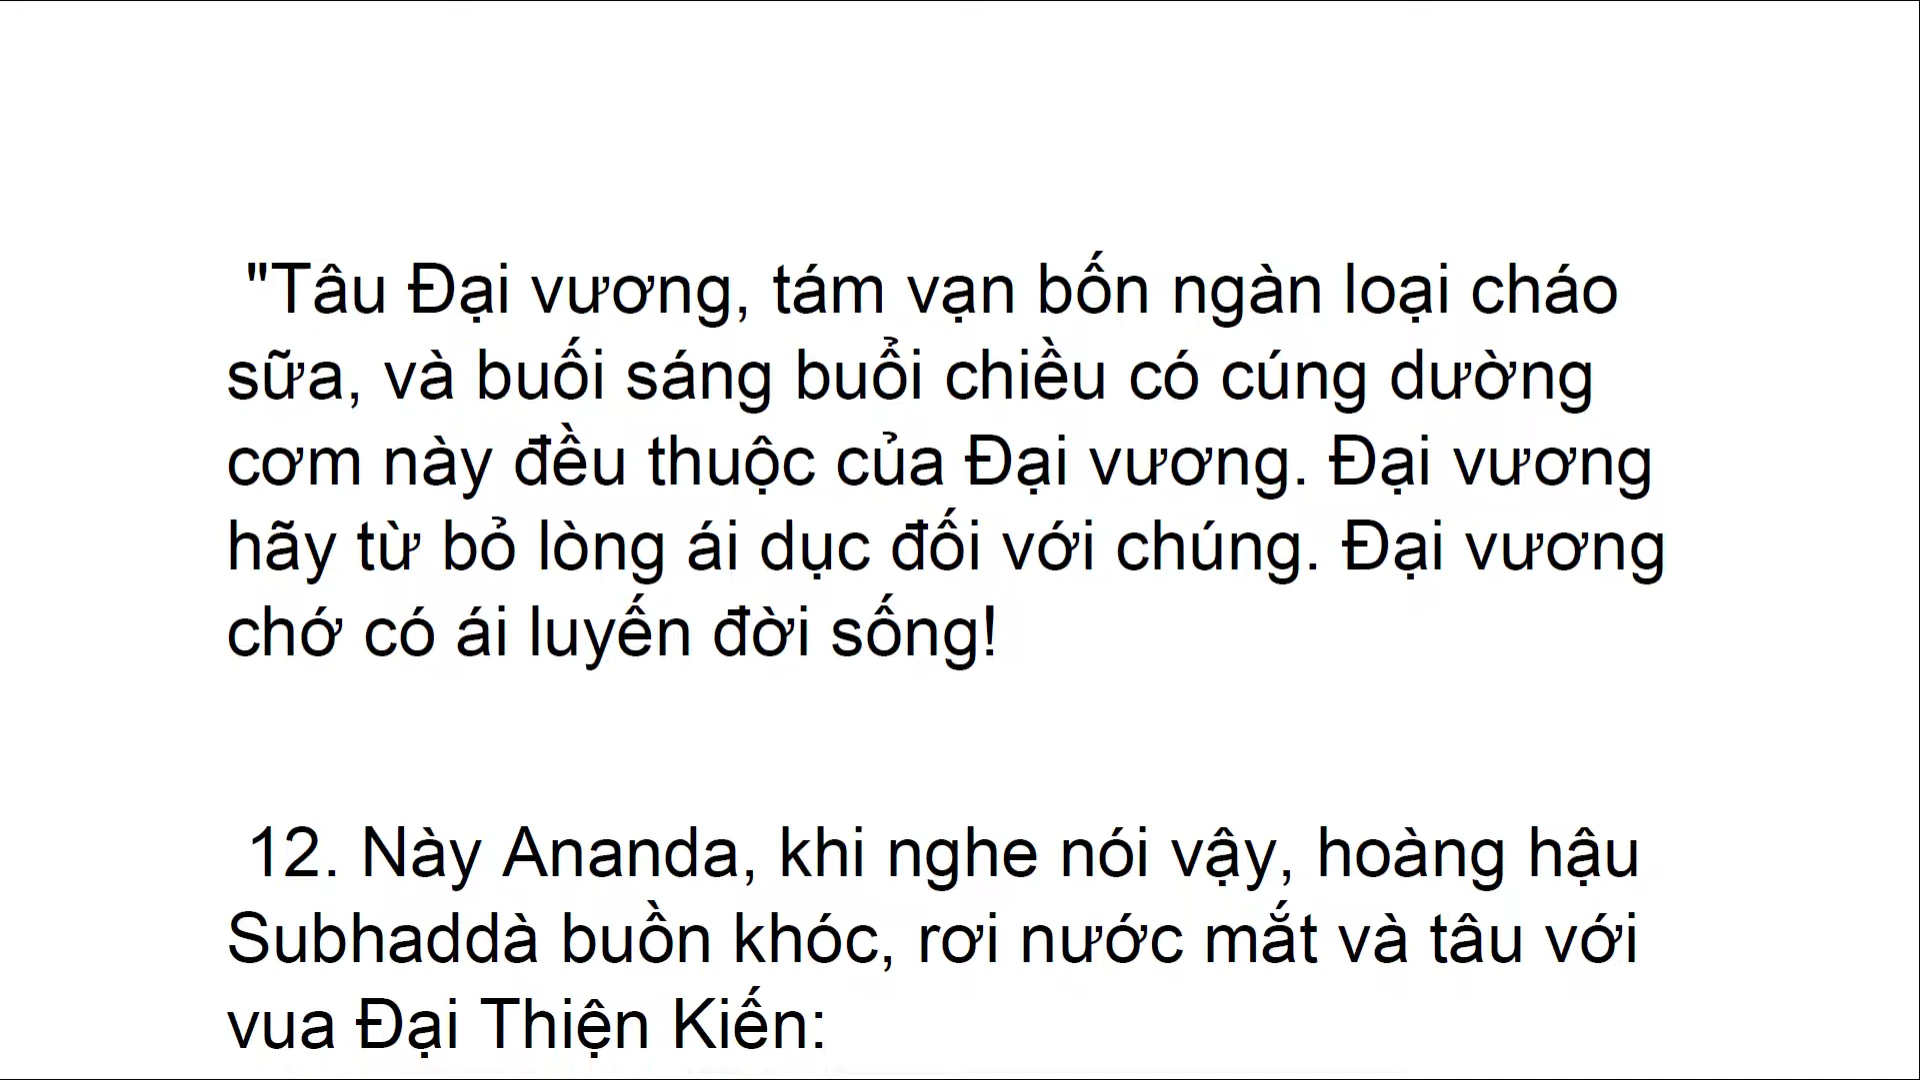 "Tâu Đại vương, tám vạn bốn ngàn loại cháo
sữa, và buối sáng buổi chiều có cúng dường
cơm này đều thuộc của Đại vương. Đại vương
hãy từ bỏ lòng ái dục đối với chúng. Đại vương
chớ có ái luyến đời sống!
12. Này Ananda, khi nghe nói vậy, hoàng hậu
Subhaddà buồn khóc, rơi nước mắt và tâu với
vua Đại Thiện Kiến: